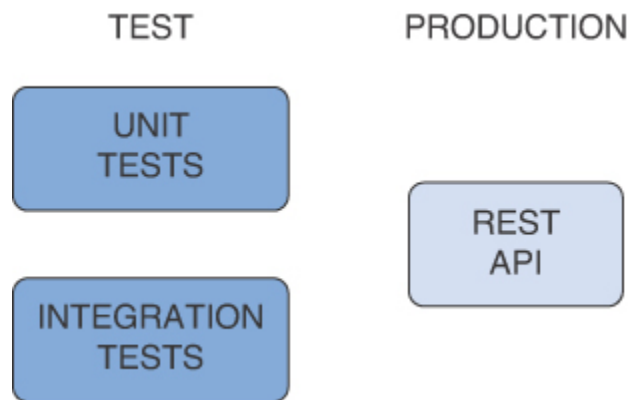 TEST
PRODUCTION
UNIT
TESTS
REST
API
INTEGRATION
TESTS